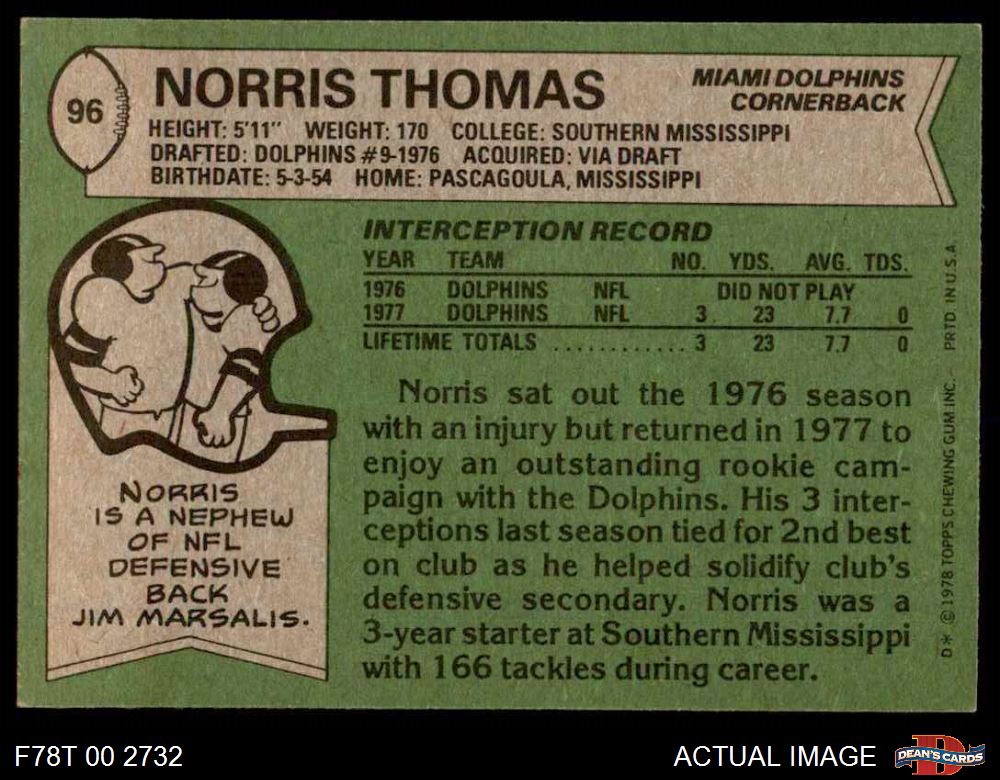 96
NORRIS THOMAS
MIAMI DOLPHINS
CORNERBACK
HEIGHT: 5'11" WEIGHT: 170 COLLEGE: SOUTHERN MISSISSIPPI
DRAFTED: DOLPHINS #9-1976 ACQUIRED: VIA DRAFT
BIRTHDATE: 5-3-54 HOME: PASCAGOULA, MISSISSIPPI
INTERCEPTION RECORD
YEAR TEAM NO. YDS. AVG. TDS.
1976 DOLPHINS NFL DID NOT PLAY
1977 DOLPHINS NFL 3 23 7.7 0
LIFETIME TOTALS ............ 3 23 7.7 0
Norris sat out the 1976 season
with an injury but returned in 1977 to
enjoy an outstanding rookie cam-
paign with the Dolphins. His 3 inter-
ceptions last season tied for 2nd best
on club as he helped solidify club's
defensive secondary. Norris was a
3-year starter at Southern Mississippi
with 166 tackles during career.
NORRIS
IS A NEPHEW
OF NFL
DEFENSIVE
BACK
JIM MARSALIS.
D* © 1978 TOPPS CHEWING GUM INC. PRTD. IN U.S.A.
F78T 00 2732
ACTUAL IMAGE
D
DEAN'S CARDS